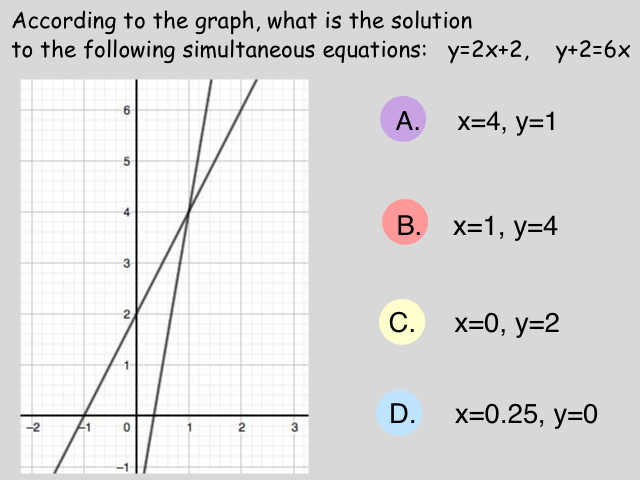 According to the graph, what is the solution
to the following simultaneous equations: y=2x+2, y+2=6x
A. x=4, y=1
B. x=1, y=4
C. x=0, y=2
D. x=0.25, y=0
6
5
4
3
2
1
−2 −1 0 1 2 3
−1